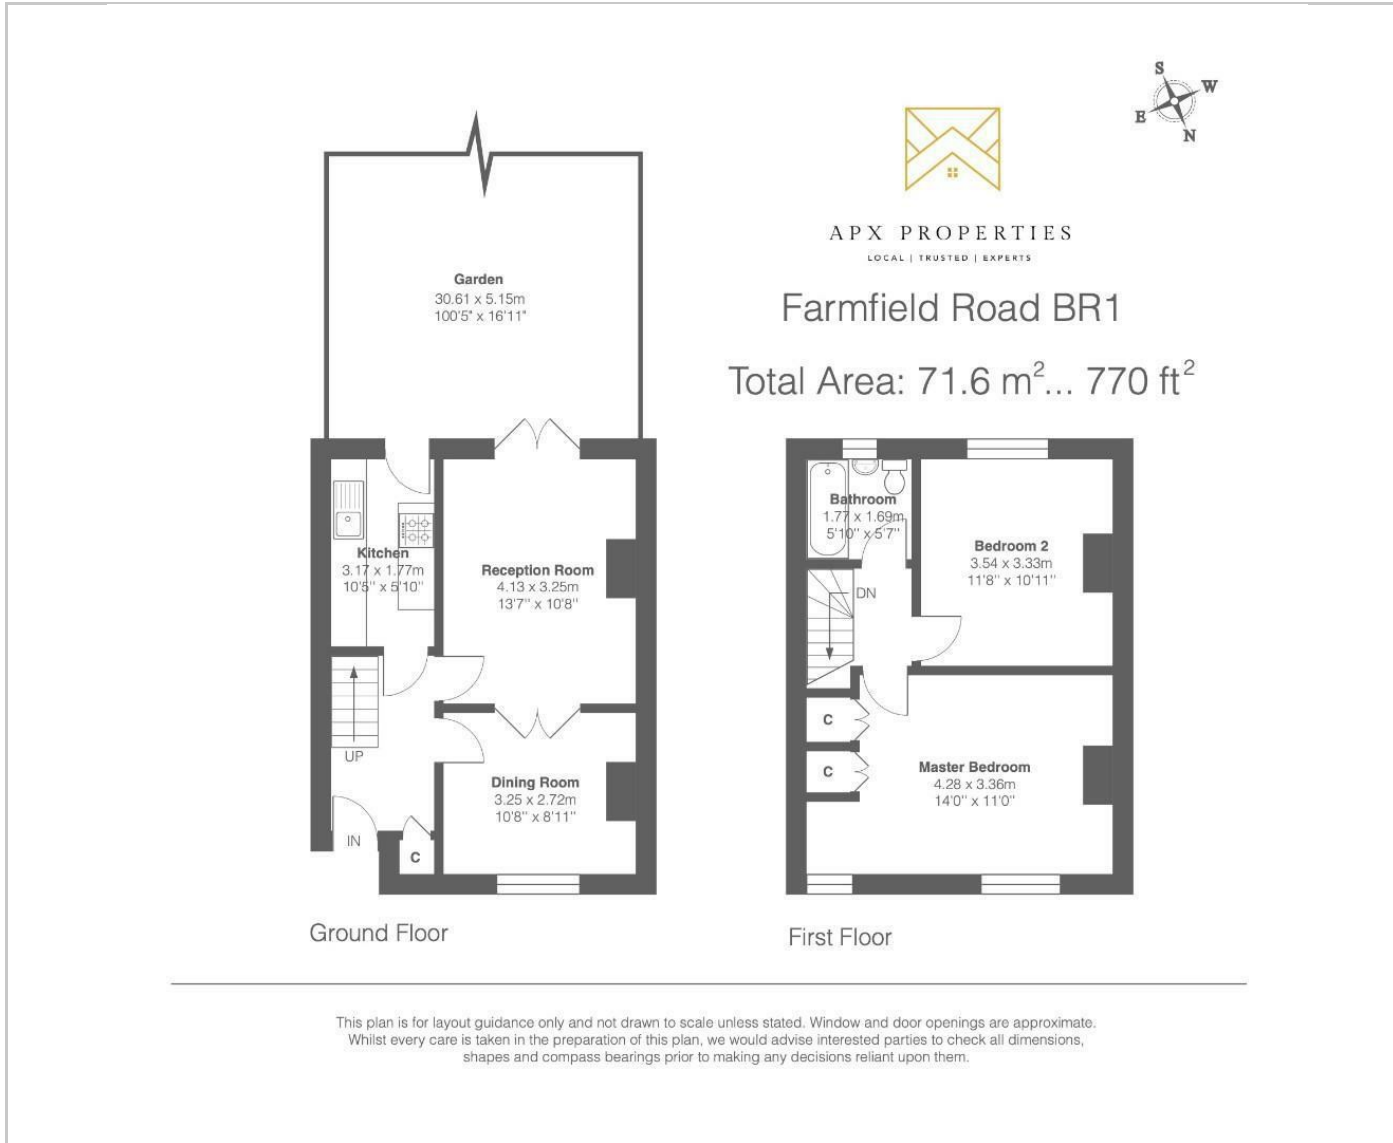 S
W
E
N
APX PROPERTIES
LOCAL | TRUSTED | EXPERTS
Farmfield Road BR1
Total Area: 71.6 m²... 770 ft²
Garden
30.61 x 5.15m
100'5" x 16'11"
Kitchen
3.17 x 1.77m
10'5'' x 5'10''
Reception Room
4.13 x 3.25m
13'7'' x 10'8''
UP
Dining Room
3.25 x 2.72m
10'8'' x 8'11''
IN
C
Ground Floor
Bathroom
1.77 x 1.69m
5'10'' x 5'7''
Bedroom 2
3.54 x 3.33m
11'8'' x 10'11''
DN
C
C
Master Bedroom
4.28 x 3.36m
14'0'' x 11'0''
First Floor
This plan is for layout guidance only and not drawn to scale unless stated. Window and door openings are approximate.
Whilst every care is taken in the preparation of this plan, we would advise interested parties to check all dimensions,
shapes and compass bearings prior to making any decisions reliant upon them.